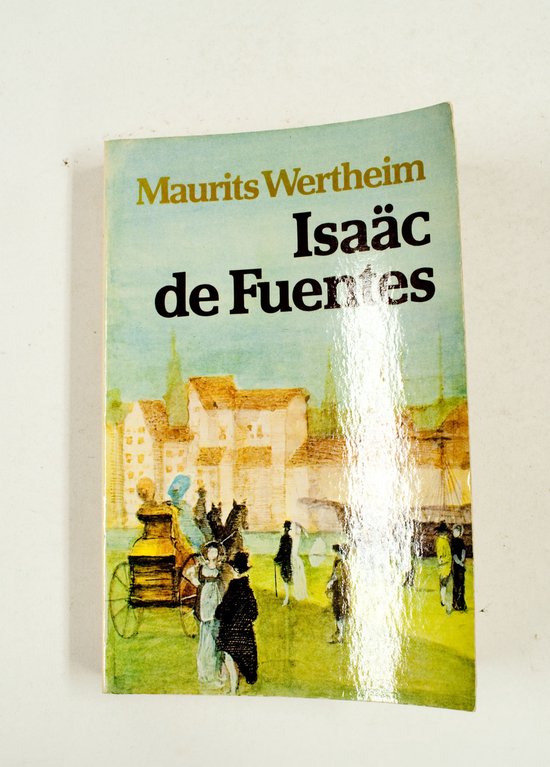 Maurits Wertheim
Isaäc
de Fuentes